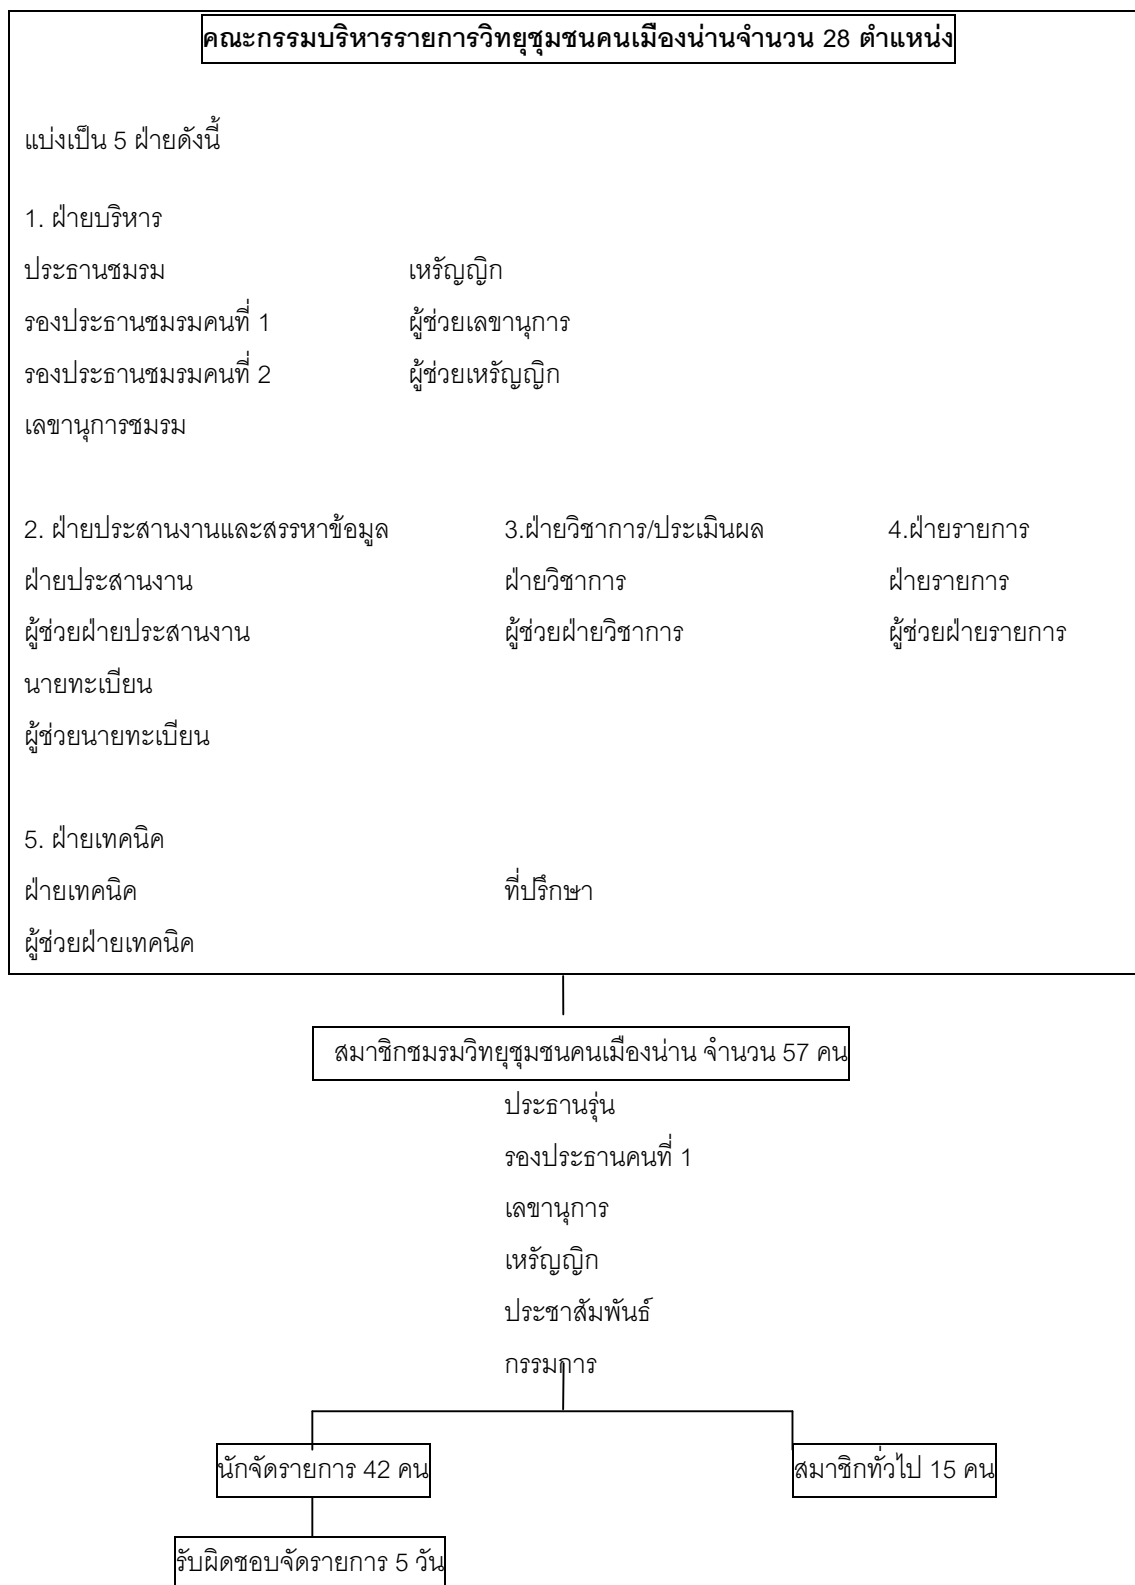 คณะกรรมบริหารรายการวิทยุชุมชนคนเมืองน่านจำนวน 28 ตำแหน่ง
แบ่งเป็น 5 ฝ่ายดังนี้
1. ฝ่ายบริหาร
ประธานชมรม เหรัญญิก
รองประธานชมรมคนที่ 1 ผู้ช่วยเลขานุการ
รองประธานชมรมคนที่ 2 ผู้ช่วยเหรัญญิก
เลขานุการชมรม
2. ฝ่ายประสานงานและสรรหาข้อมูล 3.ฝ่ายวิชาการ/ประเมินผล 4.ฝ่ายรายการ
ฝ่ายประสานงาน ฝ่ายวิชาการ ฝ่ายรายการ
ผู้ช่วยฝ่ายประสานงาน ผู้ช่วยฝ่ายวิชาการ ผู้ช่วยฝ่ายรายการ
นายทะเบียน
ผู้ช่วยนายทะเบียน
5. ฝ่ายเทคนิค
ฝ่ายเทคนิค ที่ปรึกษา
ผู้ช่วยฝ่ายเทคนิค
สมาชิกชมรมวิทยุชุมชนคนเมืองน่าน จำนวน 57 คน
ประธานรุ่น
รองประธานคนที่ 1
เลขานุการ
เหรัญญิก
ประชาสัมพันธ์
กรรมการ
นักจัดรายการ 42 คน สมาชิกทั่วไป 15 คน
รับผิดชอบจัดรายการ 5 วัน